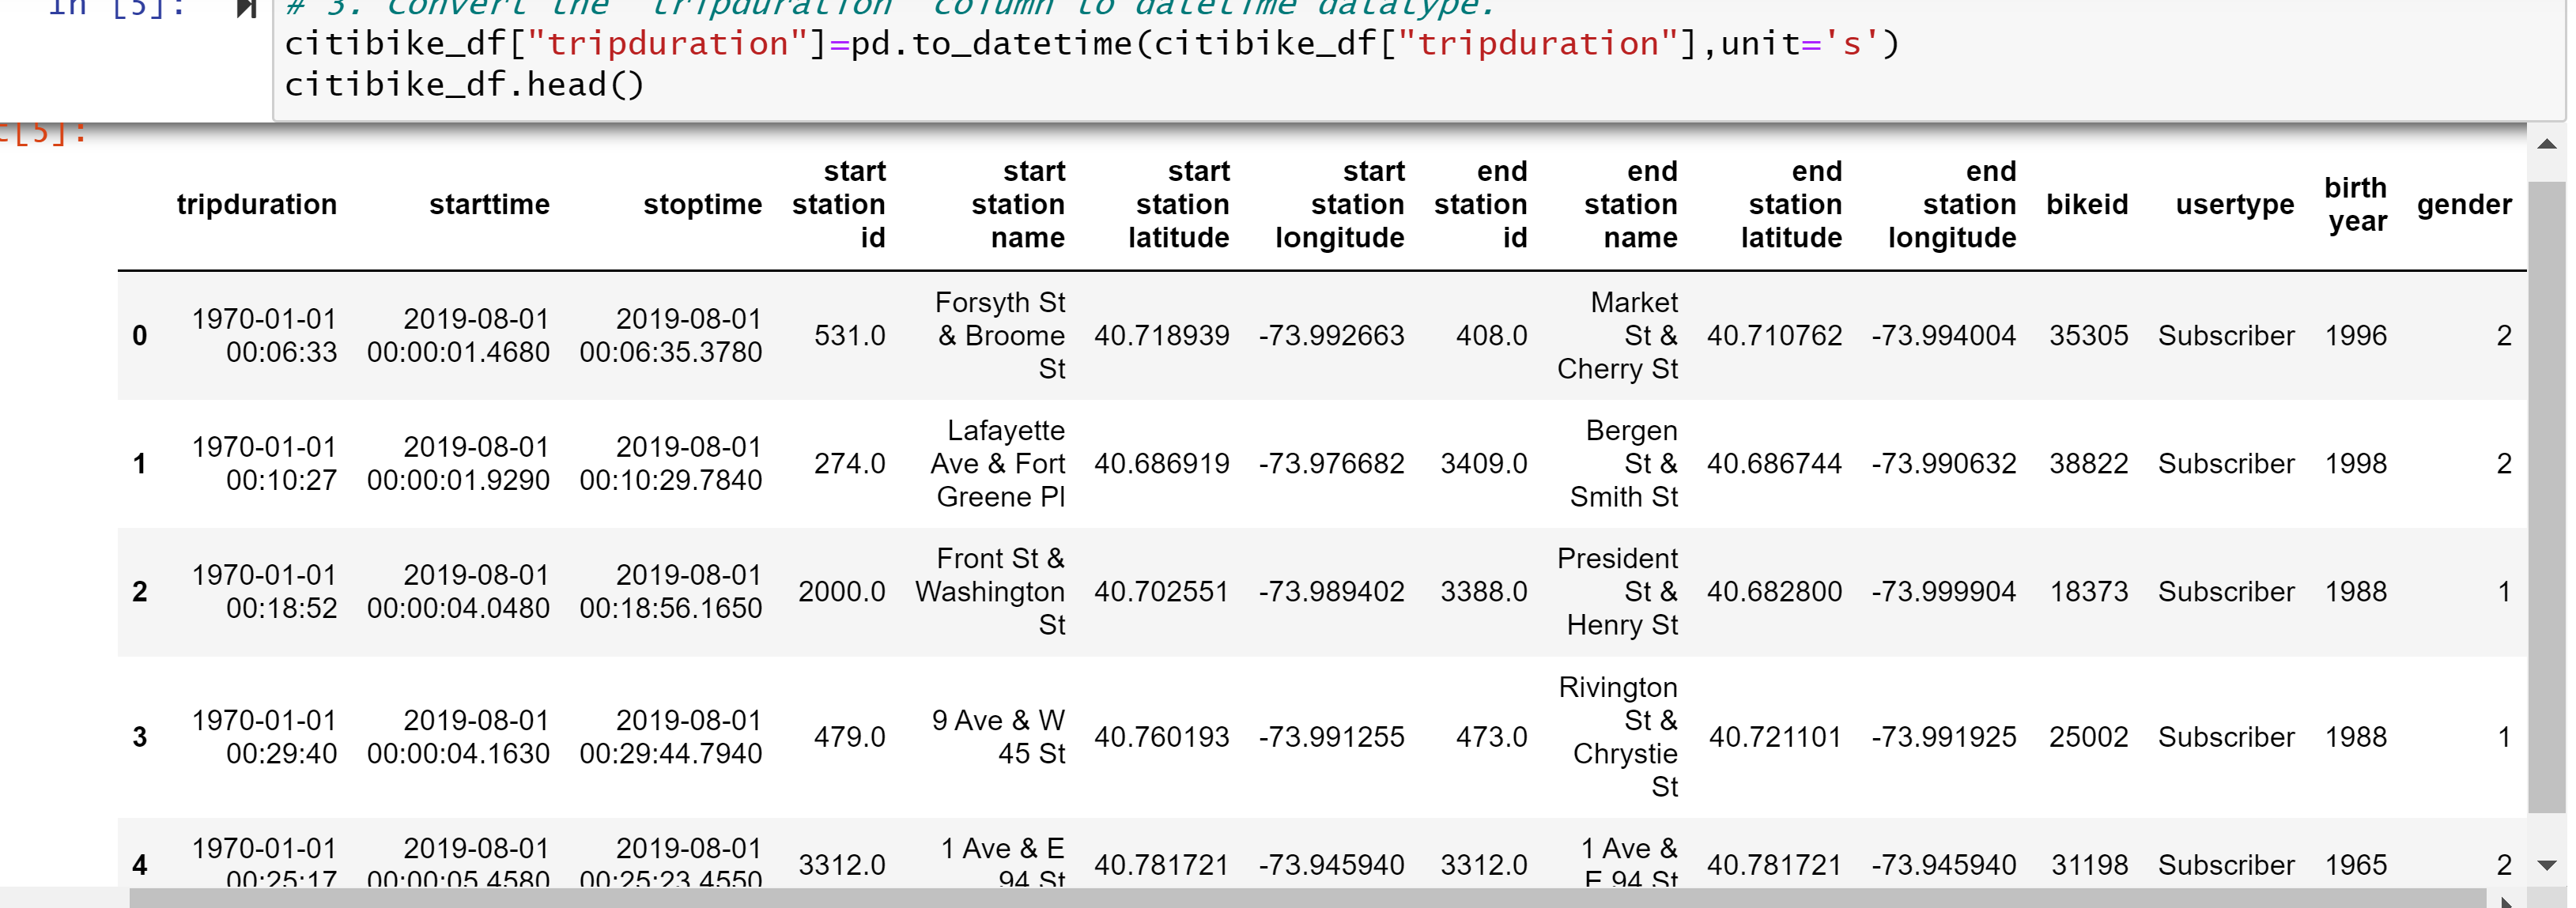 In [5]:
# 3. Convert the 'tripduration' column to datetime datatype.
citibike_df["tripduration"]=pd.to_datetime(citibike_df["tripduration"],unit='s')
citibike_df.head()
[5]:
tripduration starttime stoptime start station id start station name start station latitude start station longitude end station id end station name end station latitude end station longitude bikeid usertype birth year gender
0 1970-01-01 00:06:33 2019-08-01 00:00:01.4680 2019-08-01 00:06:35.3780 531.0 Forsyth St & Broome St 40.718939 -73.992663 408.0 Market St & Cherry St 40.710762 -73.994004 35305 Subscriber 1996 2
1 1970-01-01 00:10:27 2019-08-01 00:00:01.9290 2019-08-01 00:10:29.7840 274.0 Lafayette Ave & Fort Greene Pl 40.686919 -73.976682 3409.0 Bergen St & Smith St 40.686744 -73.990632 38822 Subscriber 1998 2
2 1970-01-01 00:18:52 2019-08-01 00:00:04.0480 2019-08-01 00:18:56.1650 2000.0 Front St & Washington St 40.702551 -73.989402 3388.0 President St & Henry St 40.682800 -73.999904 18373 Subscriber 1988 1
3 1970-01-01 00:29:40 2019-08-01 00:00:04.1630 2019-08-01 00:29:44.7940 479.0 9 Ave & W 45 St 40.760193 -73.991255 473.0 Rivington St & Chrystie St 40.721101 -73.991925 25002 Subscriber 1988 1
4 1970-01-01 00:25:17 2019-08-01 00:00:05.4580 2019-08-01 00:25:23.4550 3312.0 1 Ave & E 94 St 40.781721 -73.945940 3312.0 1 Ave & E 94 St 40.781721 -73.945940 31198 Subscriber 1965 2